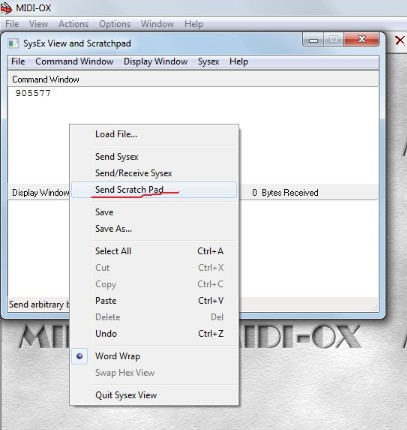 MIDI-OX
File View Actions Options Window Help
SysEx View and Scratchpad
File Command Window Display Window Sysex Help
Command Window
905577
Load File...
Send Sysex
Send/Receive Sysex
Send Scratch Pad
Display Window 0 Bytes Received
Save
Save As...
Select All Ctrl+A
Cut Ctrl+X
Copy Ctrl+C
Paste Ctrl+V
Delete Del
Send arbitrary b
Undo Ctrl+Z
MI IDI-OX
Word Wrap
Swap Hex View
Quit Sysex View